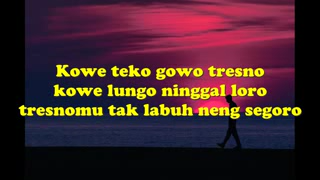 Kowe teko gowo tresno
kowe lungo ninggal loro
tresnomu tak labuh neng segoro